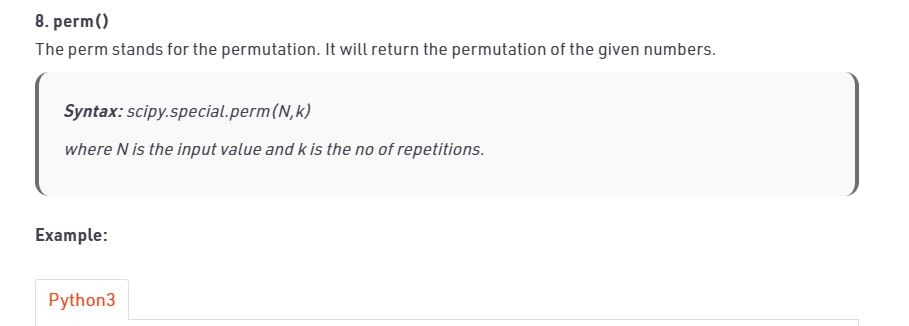 8. perm()
The perm stands for the permutation. It will return the permutation of the given numbers.
Syntax: scipy.special.perm(N,k)
where N is the input value and k is the no of repetitions.
Example:
Python3